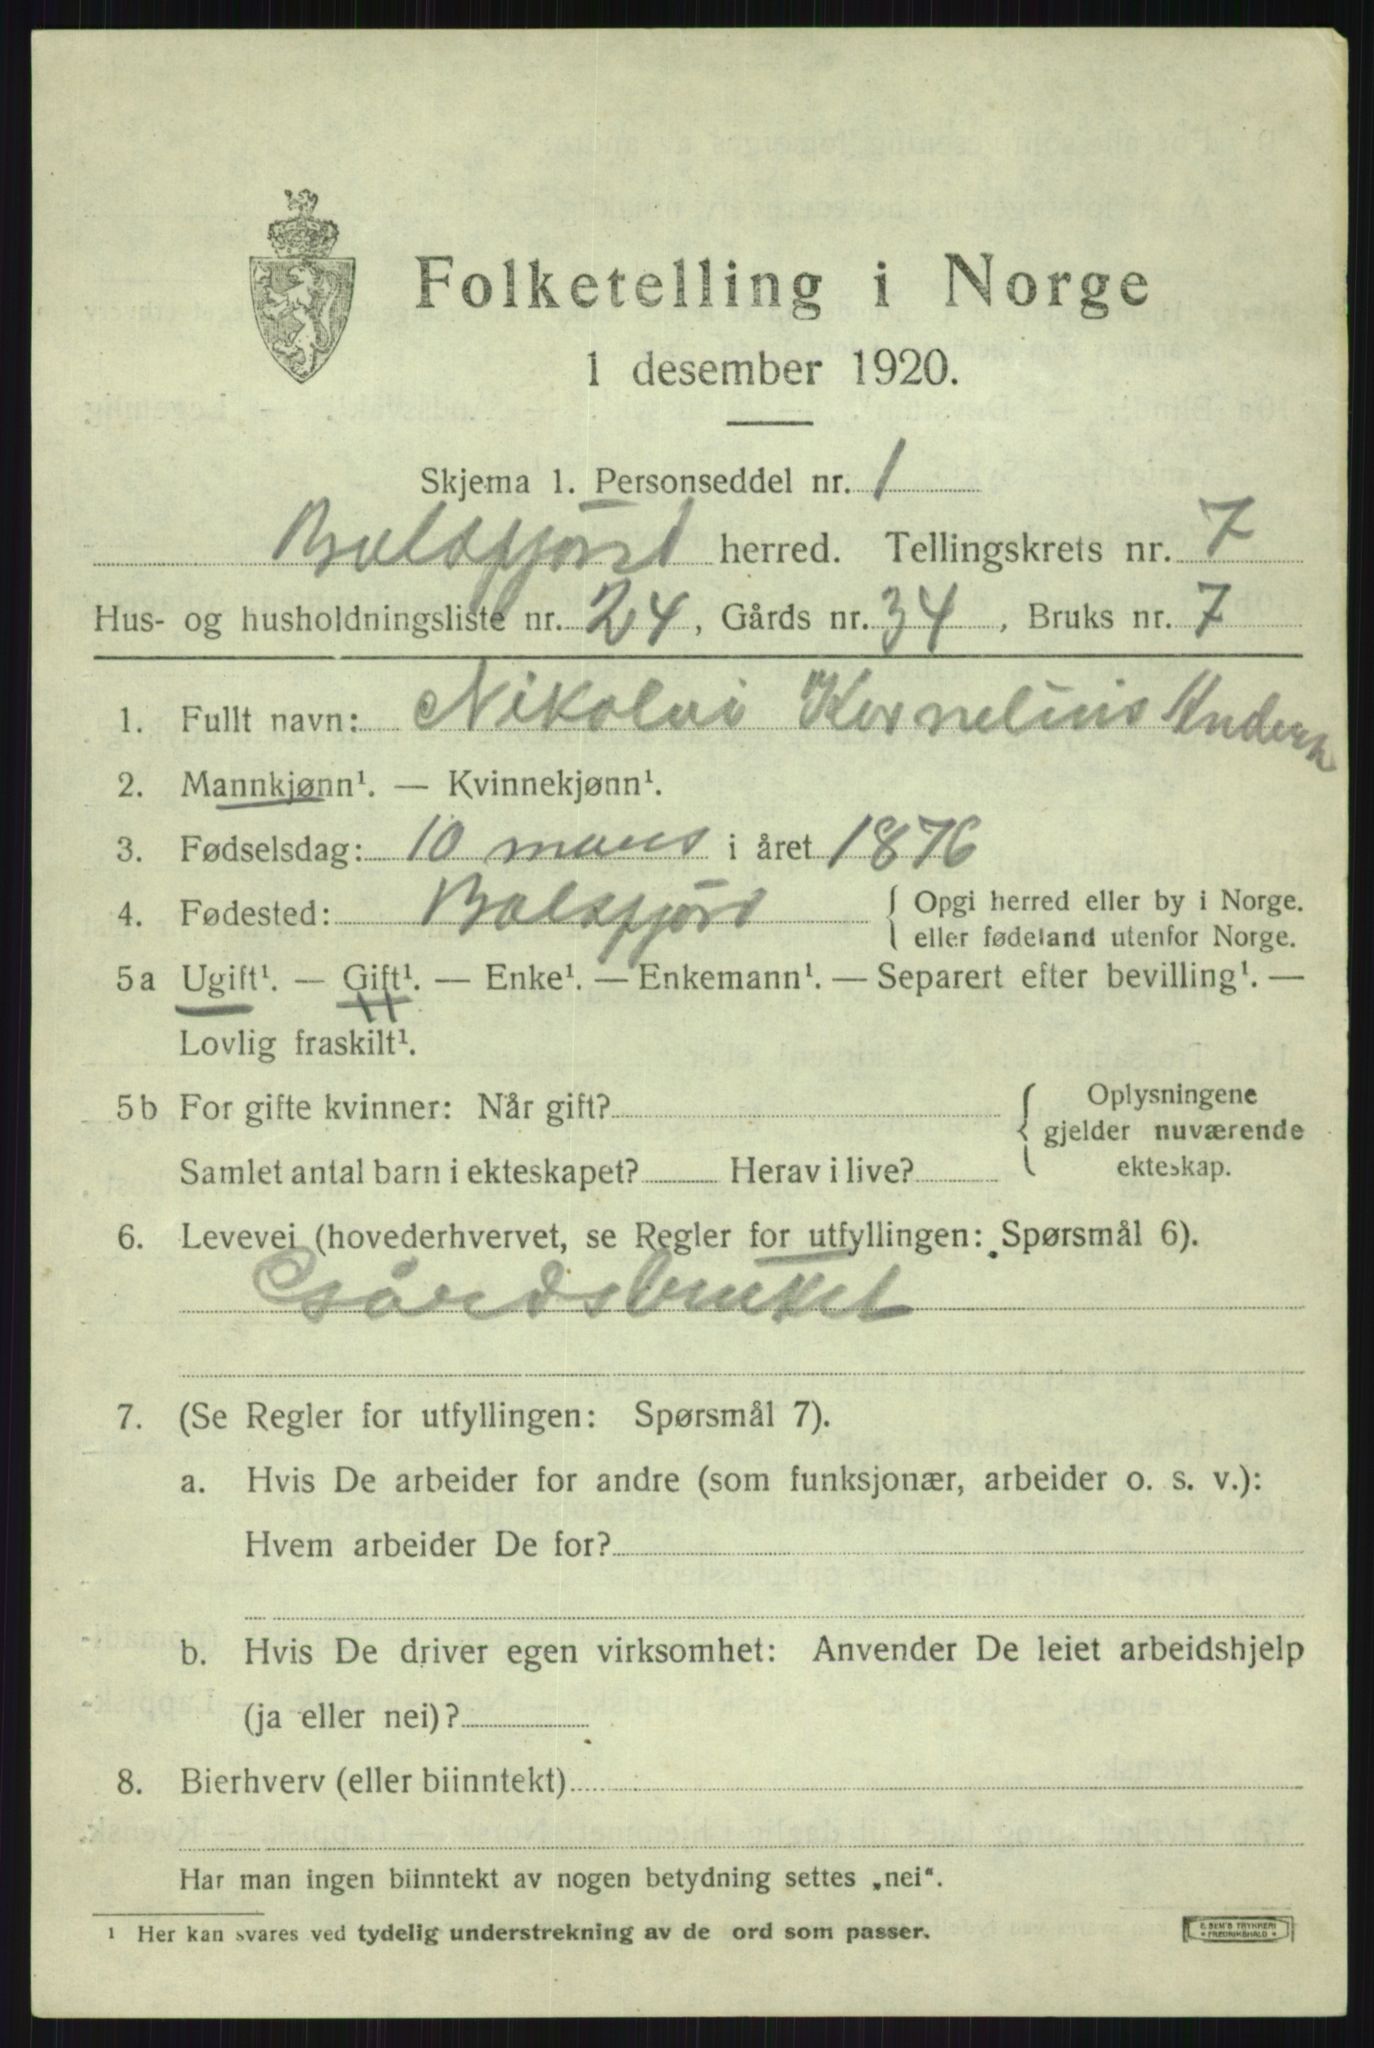 Folketelling i Norge
1 desember 1920.
Skjema 1. Personseddel nr. 1
Balsfjord herred. Tellingskrets nr. 7
Hus- og husholdningsliste nr. 24, Gårds nr. 34, Bruks nr. 7
1. Fullt navn: Nikolai Kornelius
2. Mannkjønn¹. — Kvinnekjønn¹.
3. Fødselsdag: 10 mars i året 1876
4. Fødested: Balsfjord { Opgi herred eller by i Norge.
eller fødeland utenfor Norge.
5a Ugift¹. — Gift¹. — Enke¹. — Enkemann¹. — Separert efter bevilling¹. —
Lovlig fraskilt¹.
5b For gifte kvinner: Når gift? { Oplysningene
gjelder nuværende
Samlet antal barn i ekteskapet? Herav i live? ekteskap.
6. Levevei (hovederhvervet, se Regler for utfyllingen: Spørsmål 6).
Gårdsbruket
7. (Se Regler for utfyllingen: Spørsmål 7).
a. Hvis De arbeider for andre (som funksjonær, arbeider o. s. v.):
Hvem arbeider De for?
b. Hvis De driver egen virksomhet: Anvender De leiet arbeidshjelp
(ja eller nei)?
8. Bierhverv (eller biinntekt)
Har man ingen biinntekt av nogen betydning settes „nei“.
¹ Her kan svares ved tydelig understrekning av de ord som passer.
E. SEM'S TRYKKERI
FREDRIKSHALD